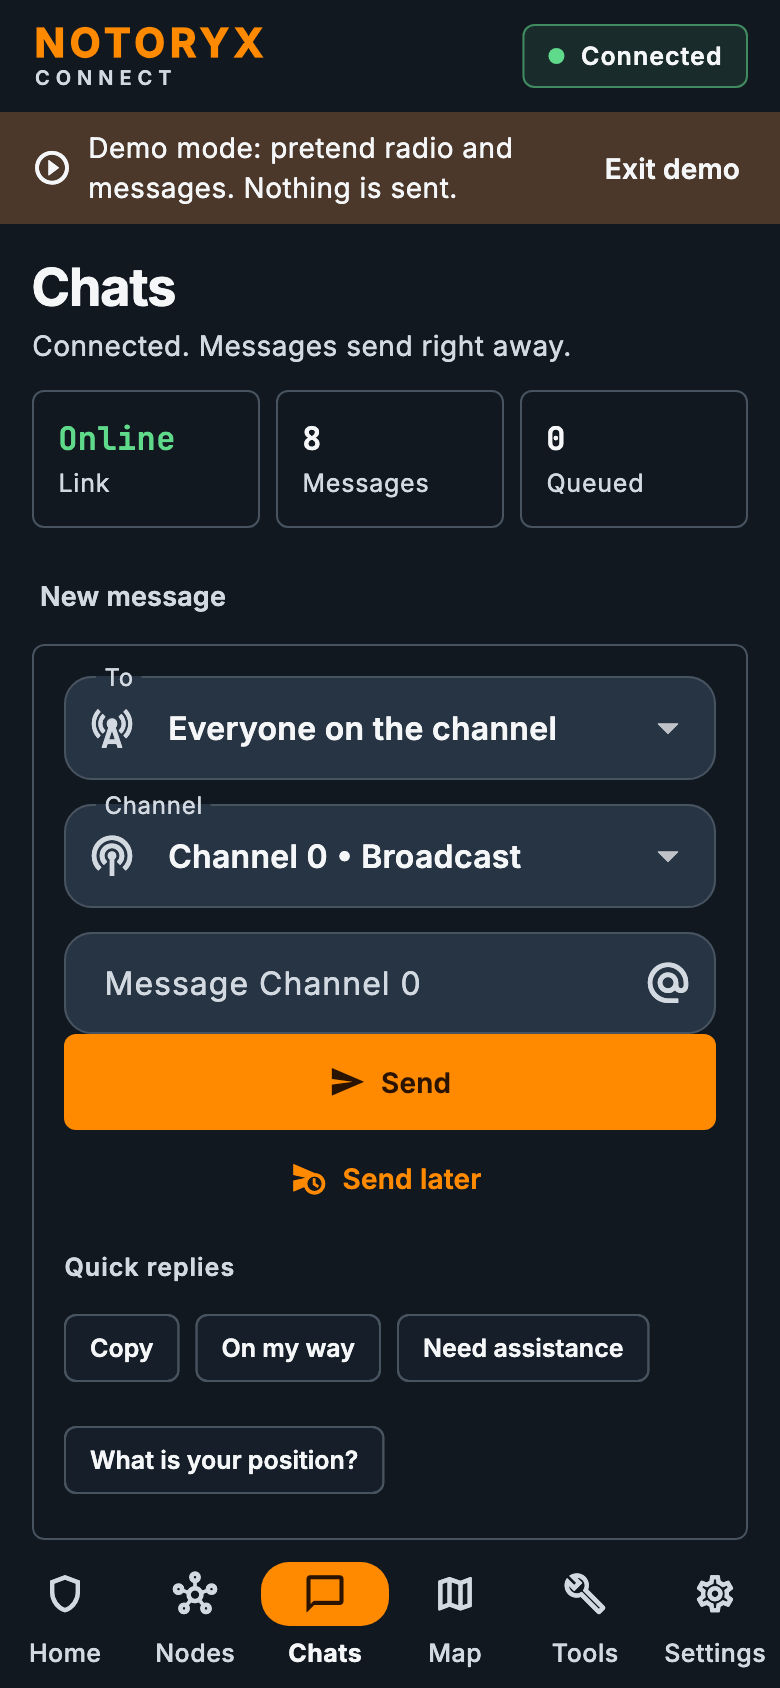 NOTORYX
CONNECT
Connected
Demo mode: pretend radio and
messages. Nothing is sent.
Exit demo
Chats
Connected. Messages send right away.
Online
Link
8
Messages
0
Queued
New message
To
Everyone on the channel
Channel
Channel 0 • Broadcast
Message Channel 0
Send
Send later
Quick replies
Copy
On my way
Need assistance
What is your position?
Home
Nodes
Chats
Map
Tools
Settings